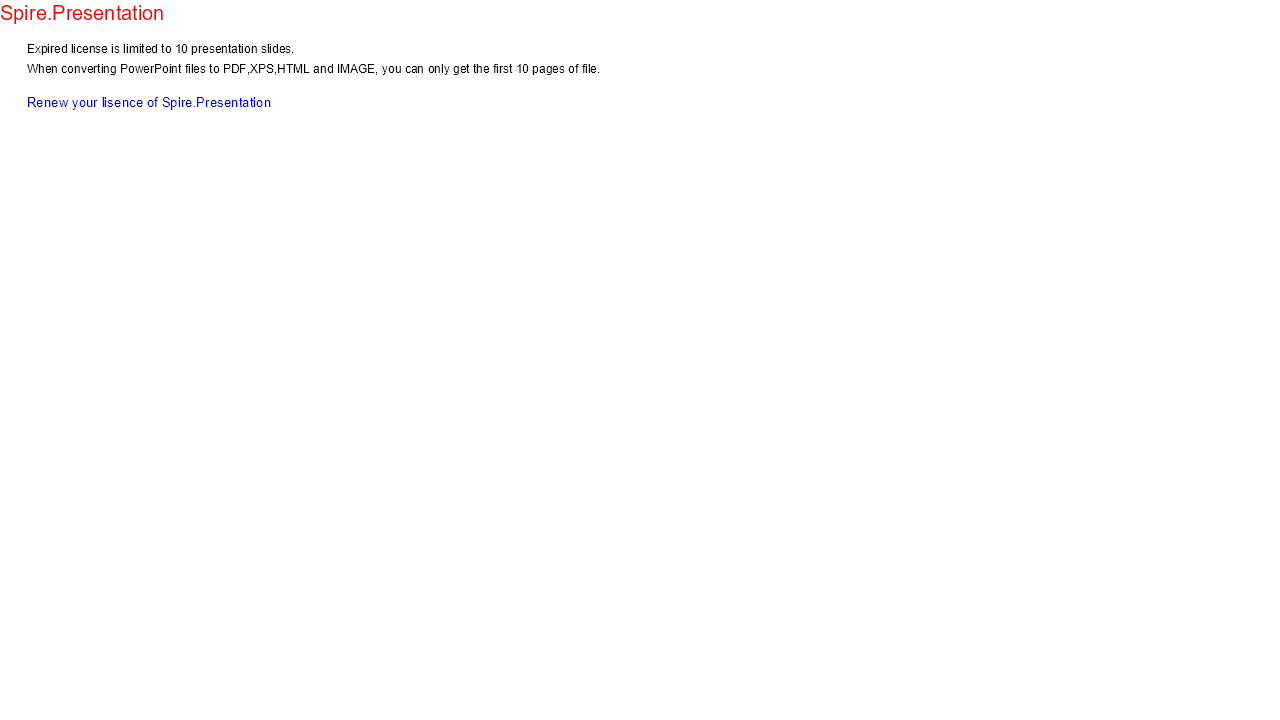 Spire.Presentation
Expired license is limited to 10 presentation slides.
When converting PowerPoint files to PDF,XPS,HTML and IMAGE, you can only get the first 10 pages of file.
Renew your lisence of Spire.Presentation